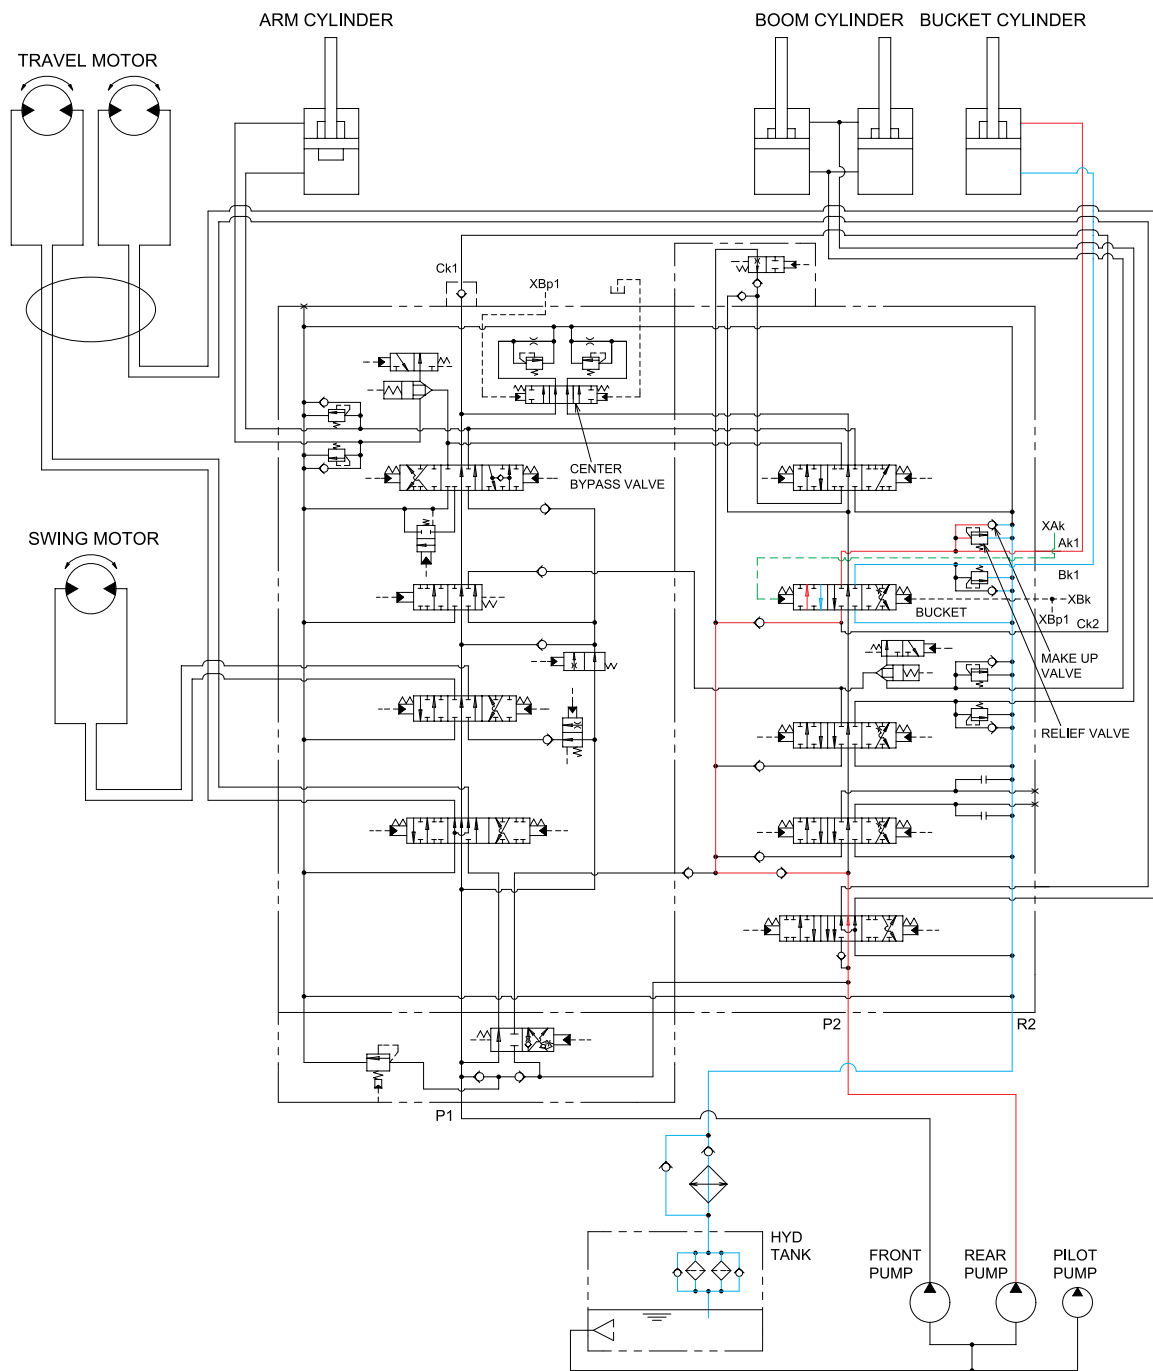 ARM CYLINDER
BOOM CYLINDER
BUCKET CYLINDER
TRAVEL MOTOR
Ck1
XBp1
CENTER
BYPASS VALVE
SWING MOTOR
XAk
Ak1
Bk1
XBk
BUCKET
XBp1
Ck2
MAKE UP
VALVE
RELIEF VALVE
P2
R2
P1
HYD
TANK
FRONT
PUMP
REAR
PUMP
PILOT
PUMP